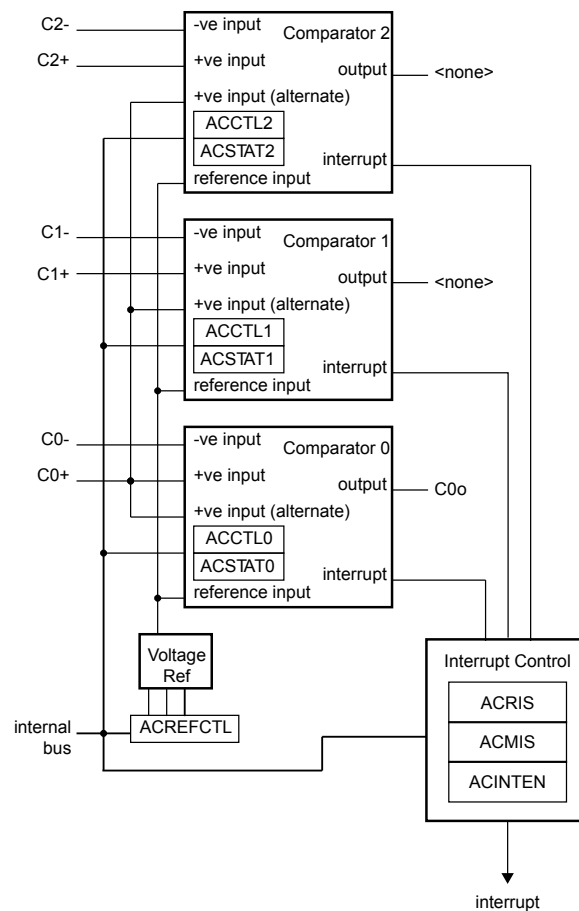 C2-
-ve input
Comparator 2
C2+
+ve input
output
<none>
+ve input (alternate)
ACCTL2
ACSTAT2
interrupt
reference input
C1-
-ve input
Comparator 1
C1+
+ve input
output
<none>
+ve input (alternate)
ACCTL1
ACSTAT1
interrupt
reference input
C0-
-ve input
Comparator 0
C0+
+ve input
output
C0o
+ve input (alternate)
ACCTL0
ACSTAT0
interrupt
reference input
Voltage
Ref
Interrupt Control
ACRIS
internal
bus
ACREFCTL
ACMIS
ACINTEN
interrupt